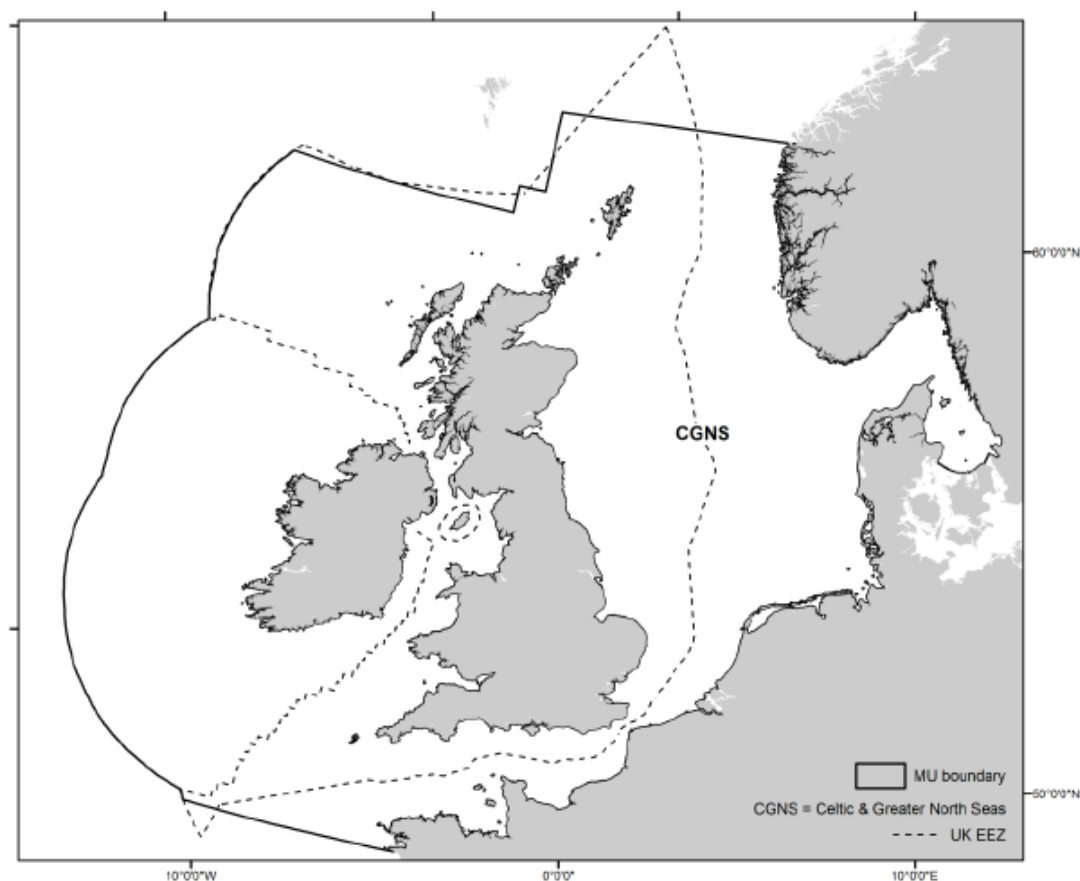 60°0'0"N
CGNS
MU boundary
CGNS = Celtic & Greater North Seas
UK EEZ
50°0'0"N
10°0'0"W
0°0'0"
10°0'0"E